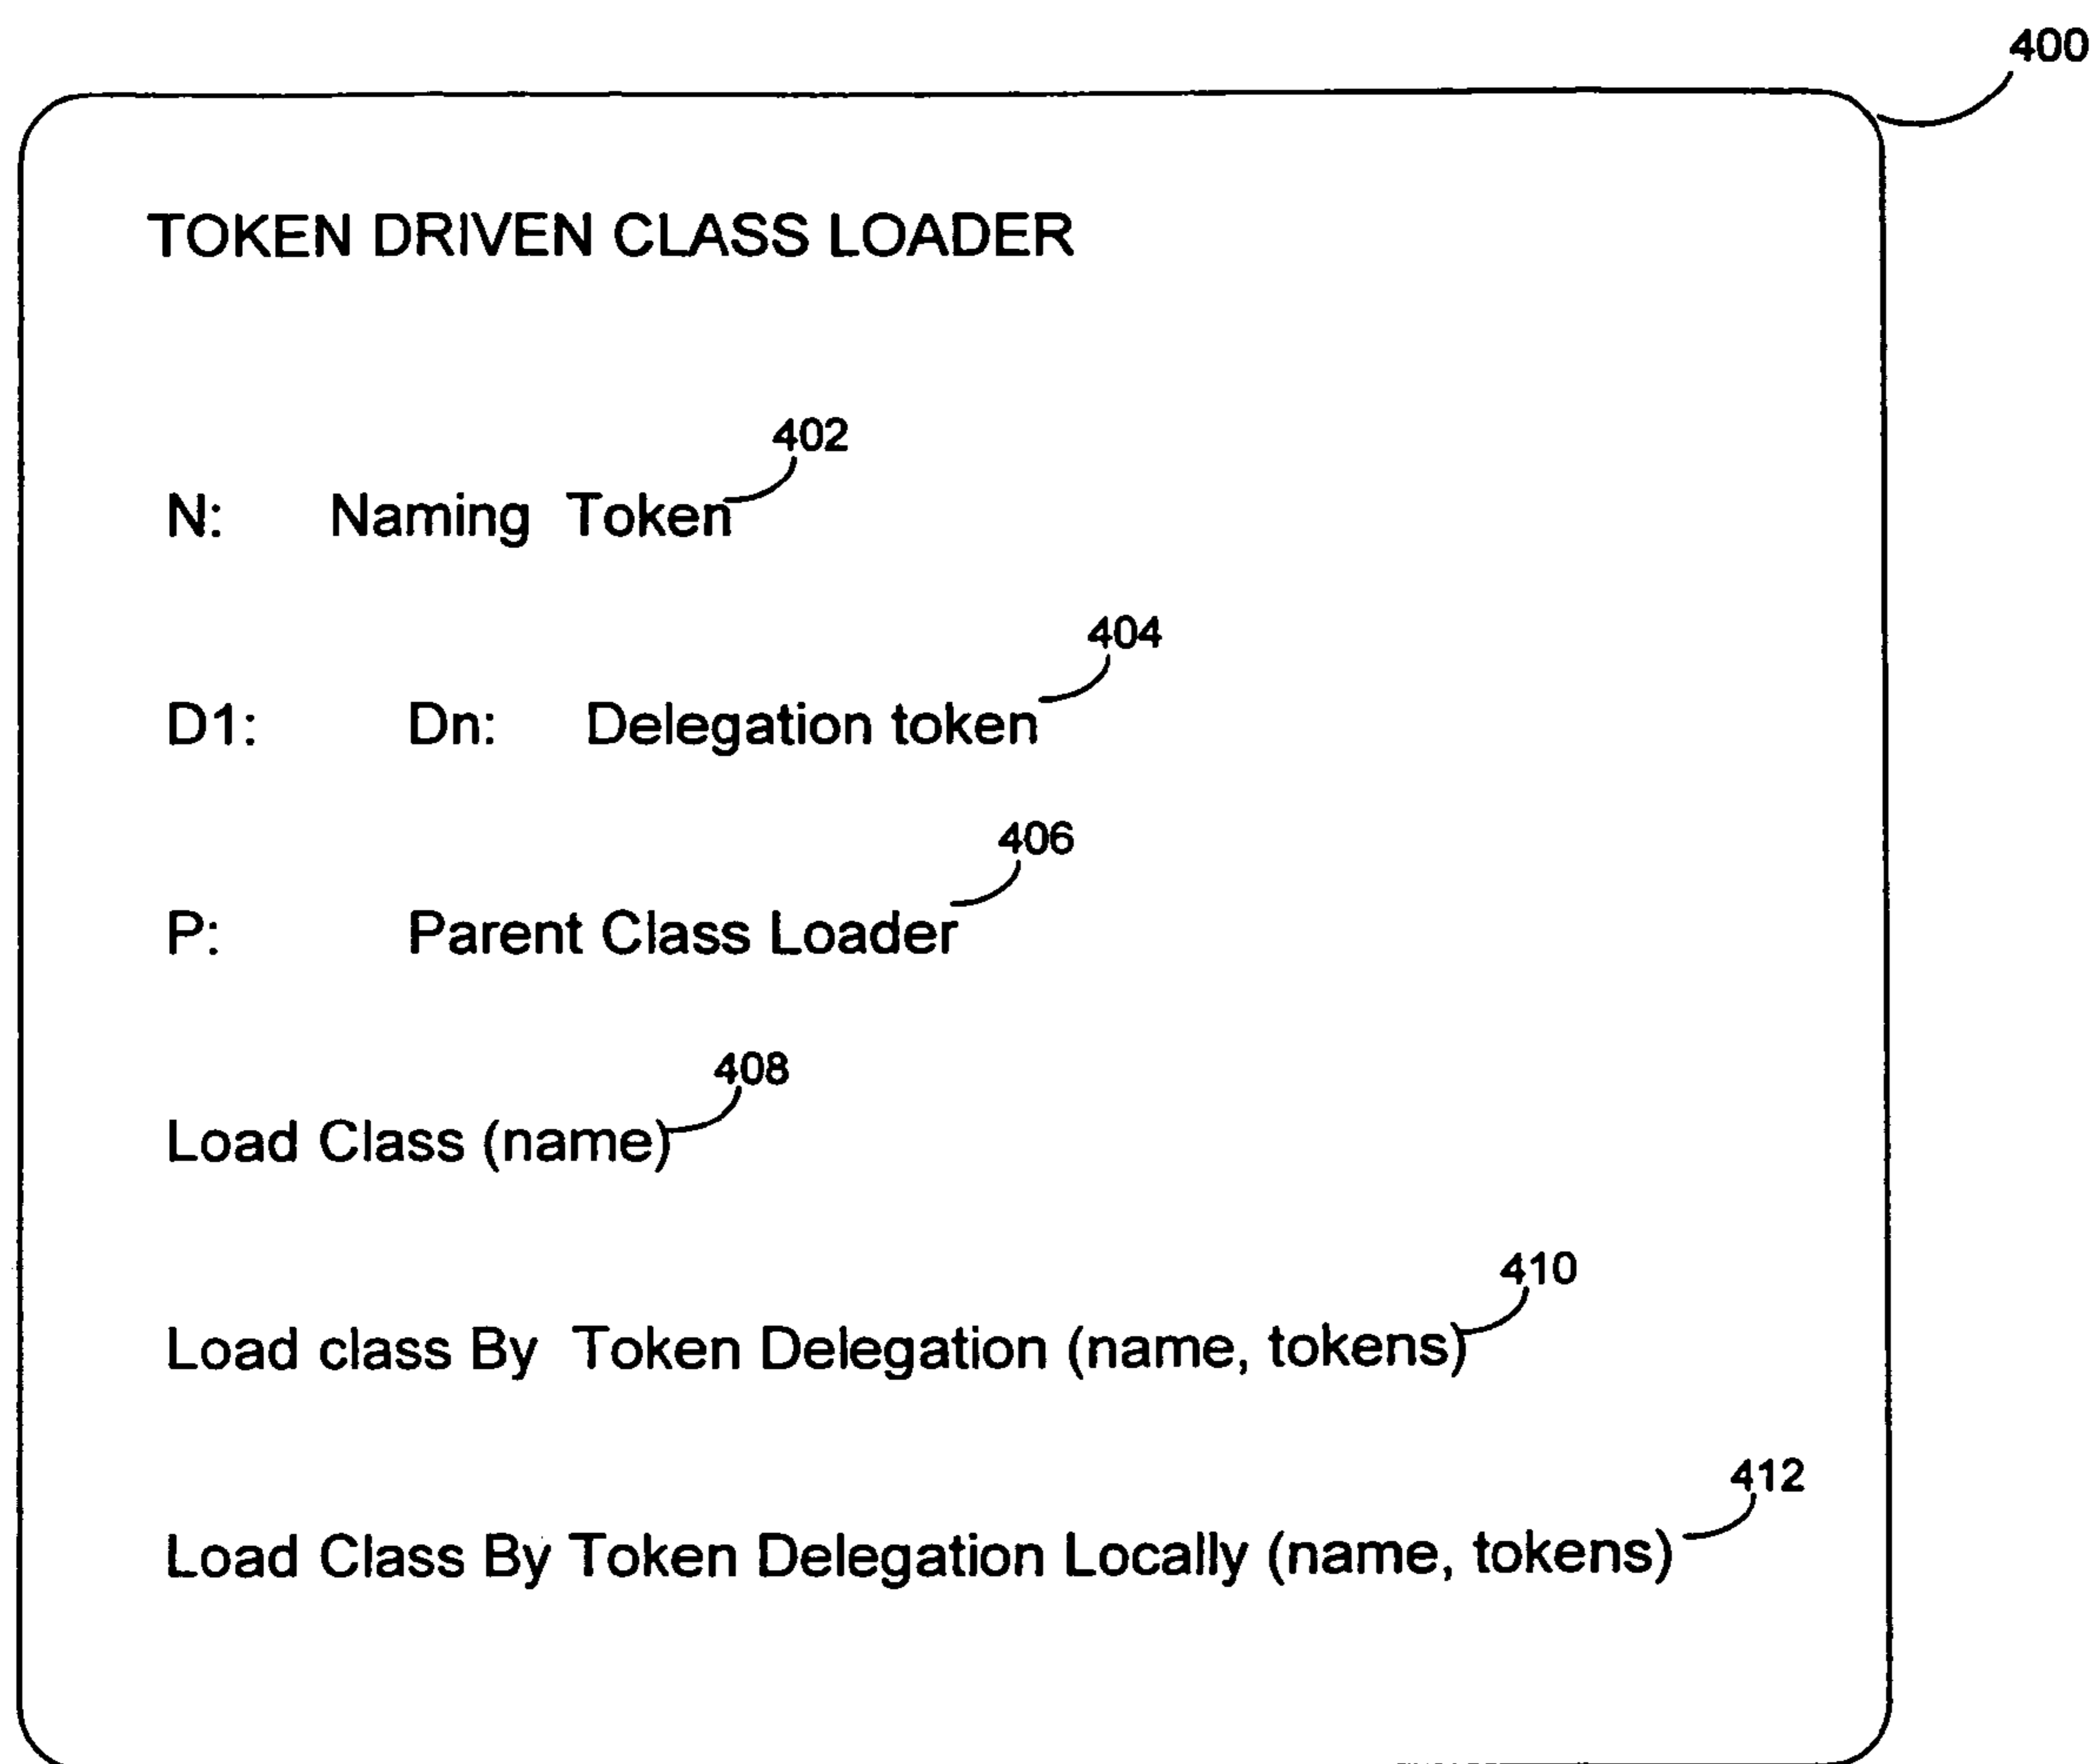 400
TOKEN DRIVEN CLASS LOADER
402
N: Naming Token
404
D1: Dn: Delegation token
406
P: Parent Class Loader
408
Load Class (name)
410
Load class By Token Delegation (name, tokens)
412
Load Class By Token Delegation Locally (name, tokens)